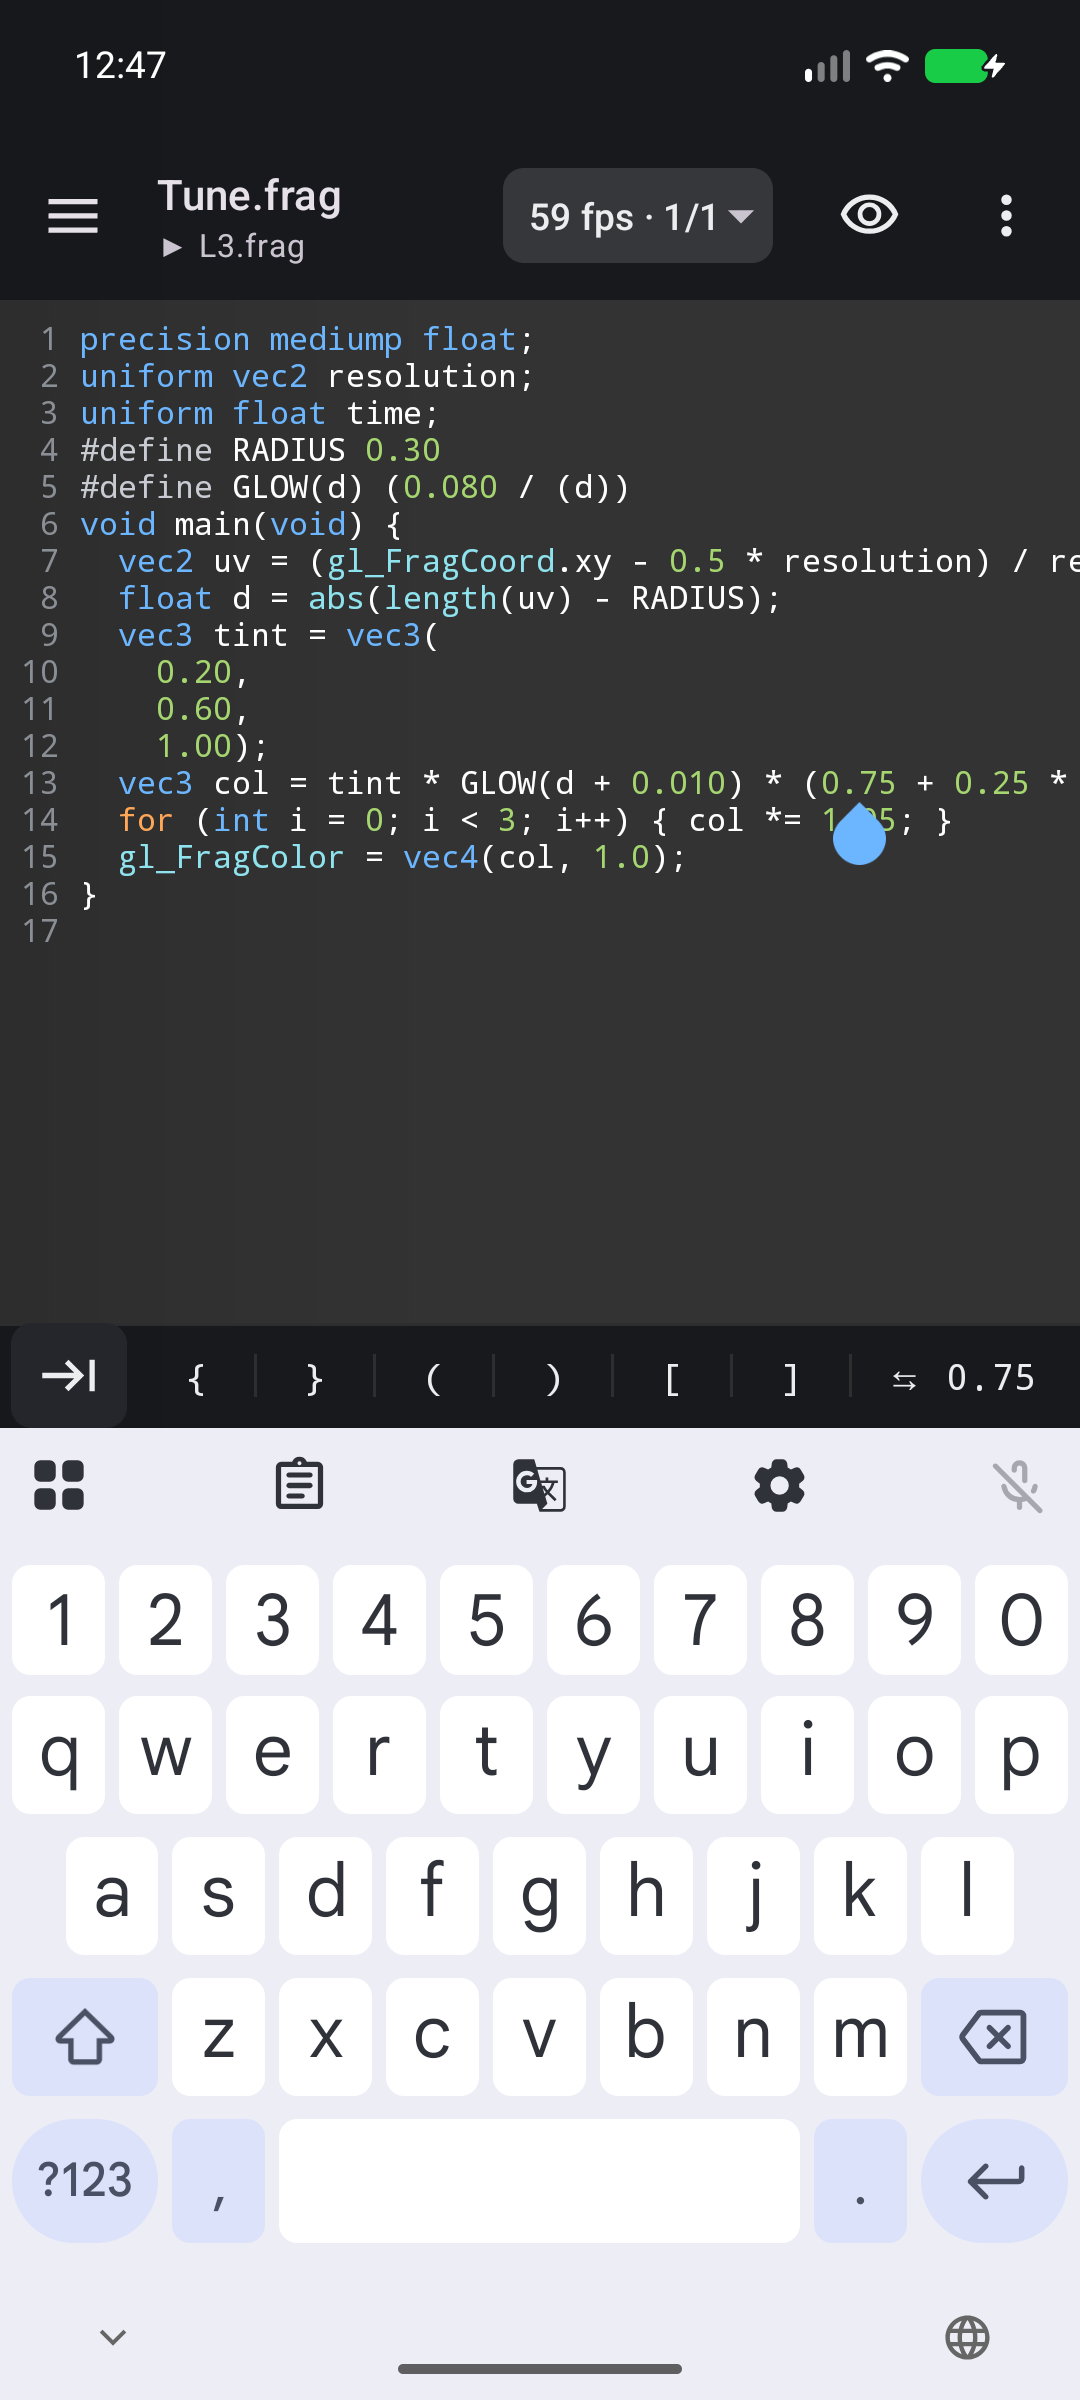 12:47
Tune.frag
► L3.frag
59 fps · 1/1
1 precision mediump float;
2 uniform vec2 resolution;
3 uniform float time;
4 #define RADIUS 0.30
5 #define GLOW(d) (0.080 / (d))
6 void main(void) {
7 vec2 uv = (gl_FragCoord.xy - 0.5 * resolution) / re
8 float d = abs(length(uv) - RADIUS);
9 vec3 tint = vec3(
10 0.20,
11 0.60,
12 1.00);
13 vec3 col = tint * GLOW(d + 0.010) * (0.75 + 0.25 *
14 for (int i = 0; i < 3; i++) { col *= ; }
15 gl_FragColor = vec4(col, 1.0);
16 }
17
{ } ( ) [ ] ⇆ 0.75
1 2 3 4 5 6 7 8 9 0
q w e r t y u i o p
a s d f g h j k l
z x c v b n m
?123 , .